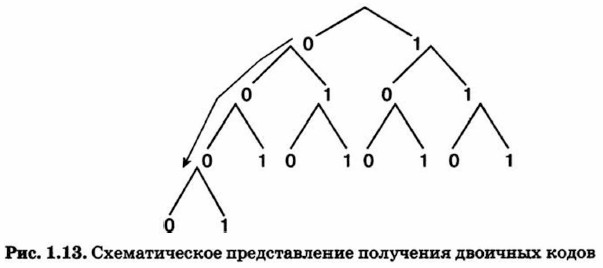 0 1
0 1 0 1
0 1 0 1 0 1 0 1
0 1
Рис. 1.13. Схематическое представление получения двоичных кодов